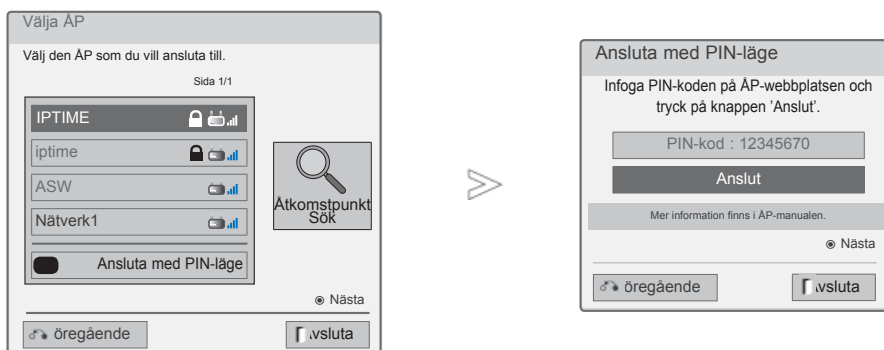 Välja ÅP
Välj den ÅP som du vill ansluta till.
Sida 1/1
IPTIME
iptime
ASW
Nätverk1
Ansluta med PIN-läge
Åtkomstpunkt
Sök
Nästa
öregående
vsluta
Ansluta med PIN-läge
Infoga PIN-koden på ÅP-webbplatsen och
tryck på knappen 'Anslut'.
PIN-kod : 12345670
Anslut
Mer information finns i ÅP-manualen.
Nästa
öregående
vsluta